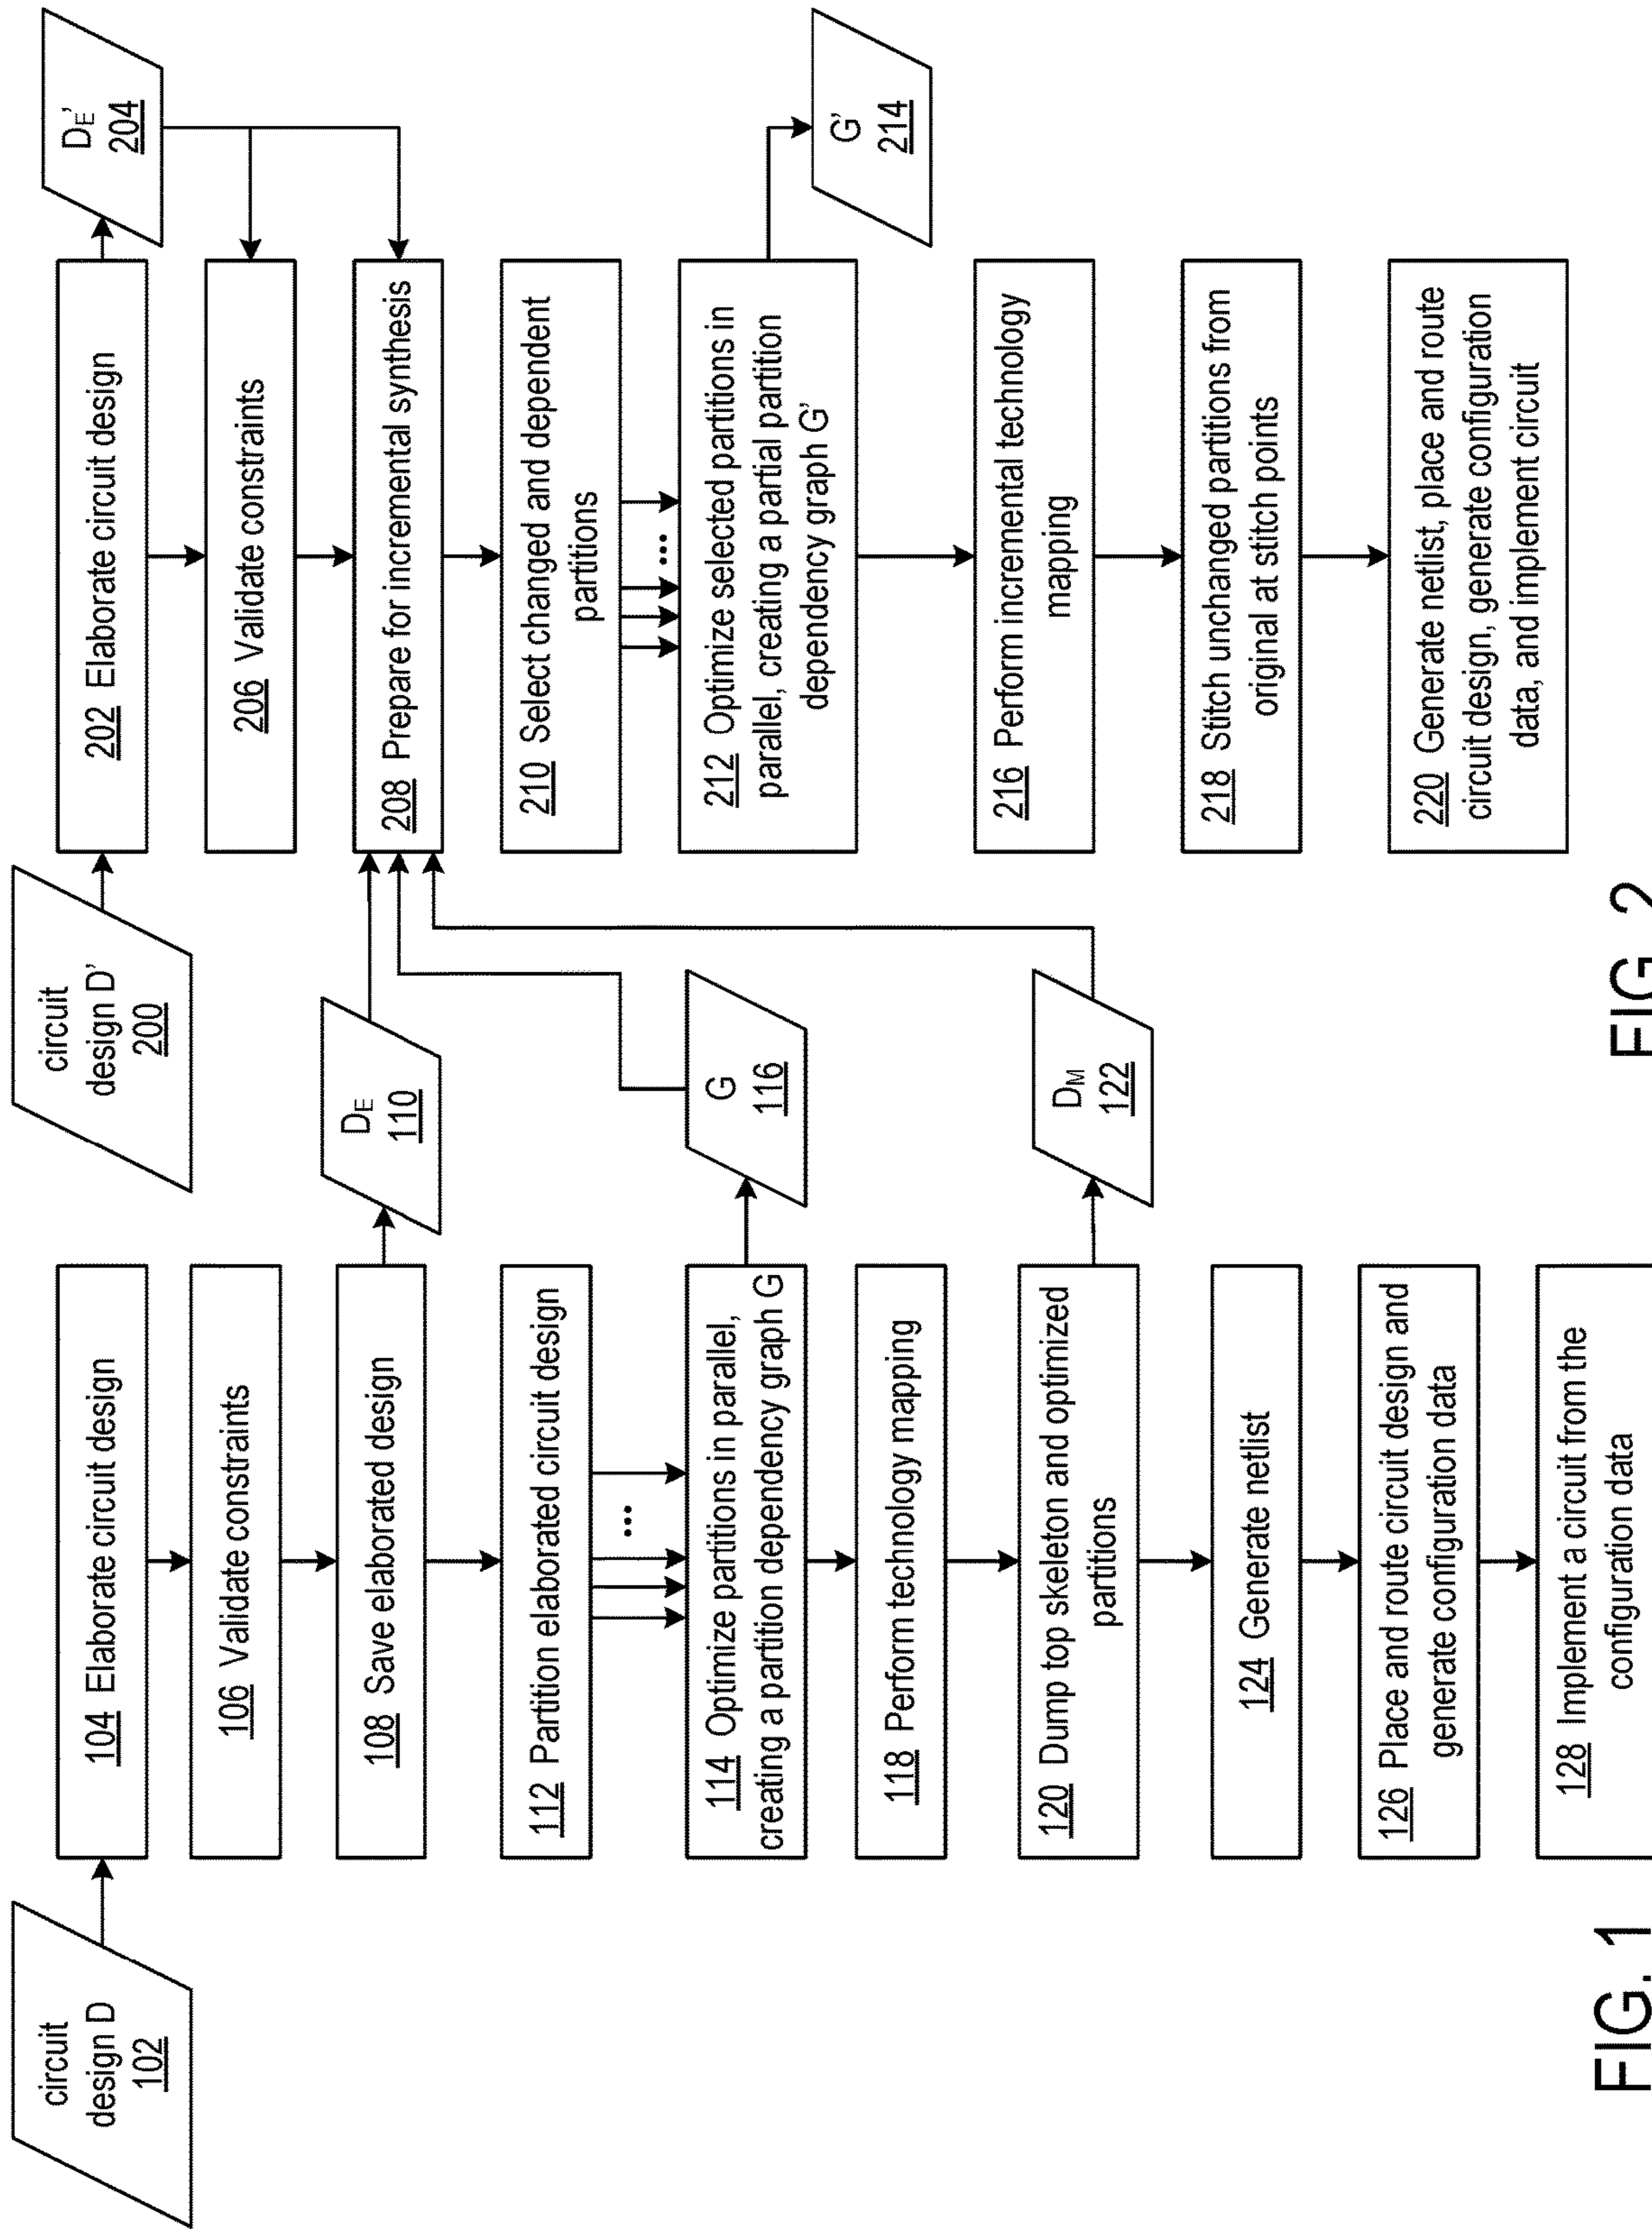 circuit
design D
102
104 Elaborate circuit design
106 Validate constraints
108 Save elaborated design
DE
110
112 Partition elaborated circuit design
...
114 Optimize partitions in parallel,
creating a partition dependency graph G
G
116
118 Perform technology mapping
120 Dump top skeleton and optimized
partitions
DM
122
124 Generate netlist
126 Place and route circuit design and
generate configuration data
128 Implement a circuit from the
configuration data
FIG. 1
circuit
design D'
200
202 Elaborate circuit design
DE'
204
206 Validate constraints
208 Prepare for incremental synthesis
210 Select changed and dependent
partitions
...
212 Optimize selected partitions in
parallel, creating a partial partition
dependency graph G'
G'
214
216 Perform incremental technology
mapping
218 Stitch unchanged partitions from
original at stitch points
220 Generate netlist, place and route
circuit design, generate configuration
data, and implement circuit
FIG. 2